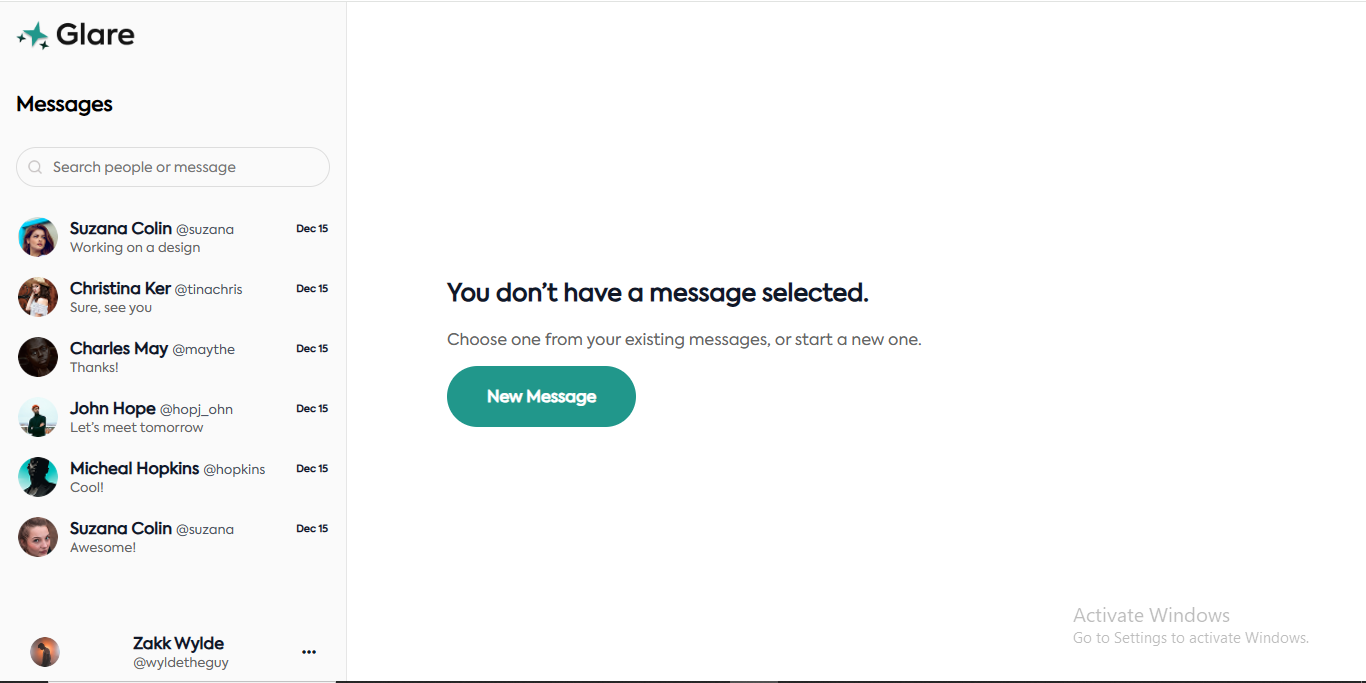 Glare
Messages
Search people or message
Suzana Colin @suzana Dec 15
Working on a design
Christina Ker @tinachris Dec 15
Sure, see you
Charles May @maythe Dec 15
Thanks!
John Hope @hopj_ohn Dec 15
Let’s meet tomorrow
Micheal Hopkins @hopkins Dec 15
Cool!
Suzana Colin @suzana Dec 15
Awesome!
Zakk Wylde
@wyldetheguy
You don’t have a message selected.
Choose one from your existing messages, or start a new one.
New Message
Activate Windows
Go to Settings to activate Windows.